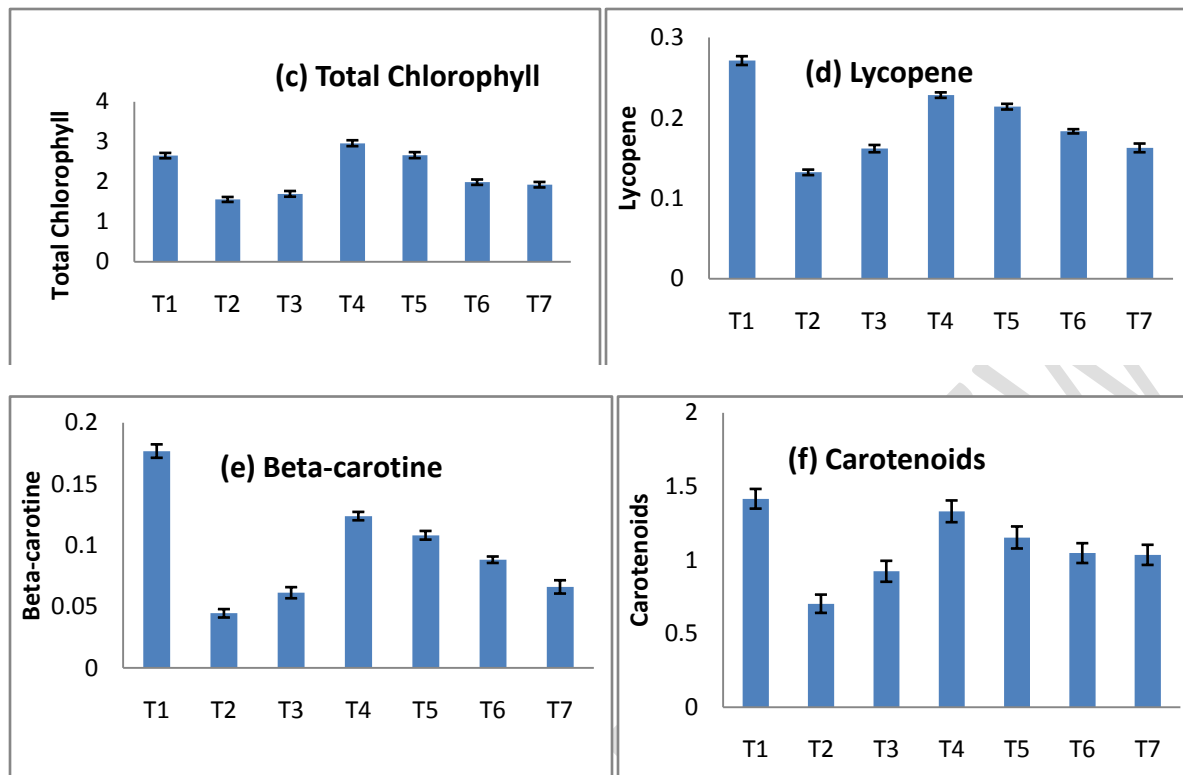 (c) Total Chlorophyll
Total Chlorophyll
4
3
2
1
0
T1 T2 T3 T4 T5 T6 T7
(d) Lycopene
Lycopene
0.3
0.2
0.1
0
T1 T2 T3 T4 T5 T6 T7
(e) Beta-carotine
Beta-carotine
0.2
0.15
0.1
0.05
0
T1 T2 T3 T4 T5 T6 T7
(f) Carotenoids
Carotenoids
2
1.5
1
0.5
0
T1 T2 T3 T4 T5 T6 T7